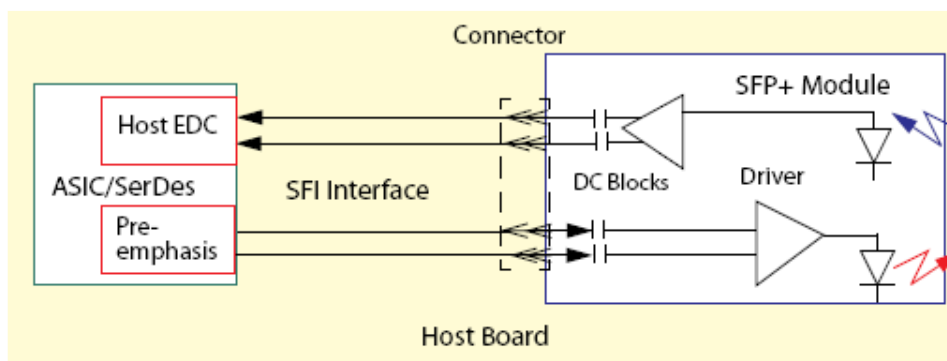 Connector
SFP+ Module
Host EDC
ASIC/SerDes
SFI Interface
DC Blocks
Driver
Pre-
emphasis
Host Board